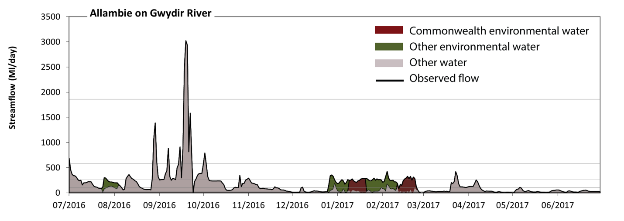 Allambie on Gwydir River
Streamflow (Ml/day)
3500
3000
2500
2000
1500
1000
500
0
Commonwealth environmental water
Other environmental water
Other water
Observed flow
07/2016 08/2016 09/2016 10/2016 11/2016 12/2016 01/2017 02/2017 03/2017 04/2017 05/2017 06/2017